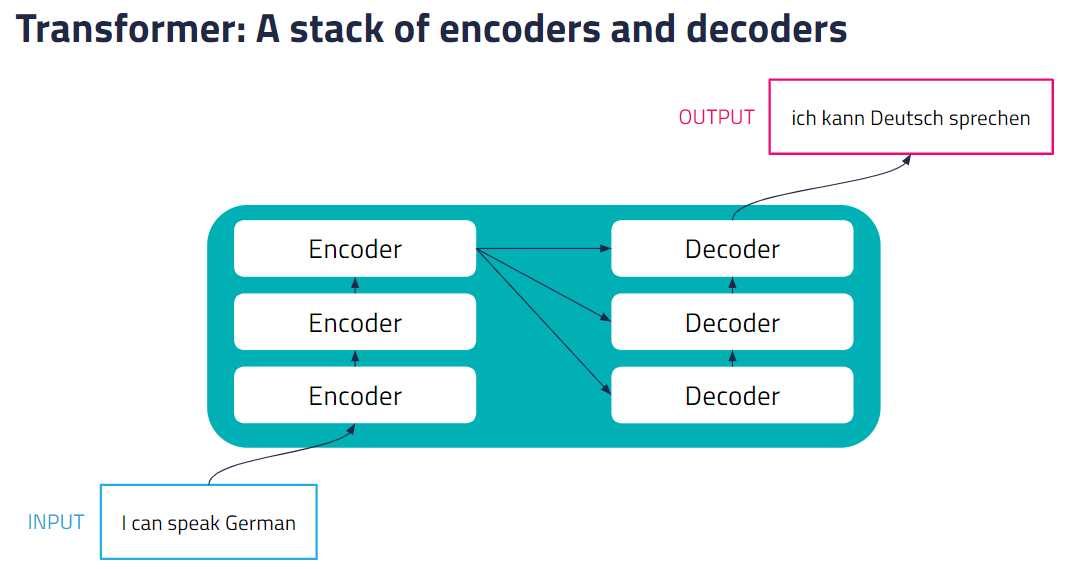 Transformer: A stack of encoders and decoders
OUTPUT
ich kann Deutsch sprechen
Encoder
Decoder
Encoder
Decoder
Encoder
Decoder
INPUT
I can speak German